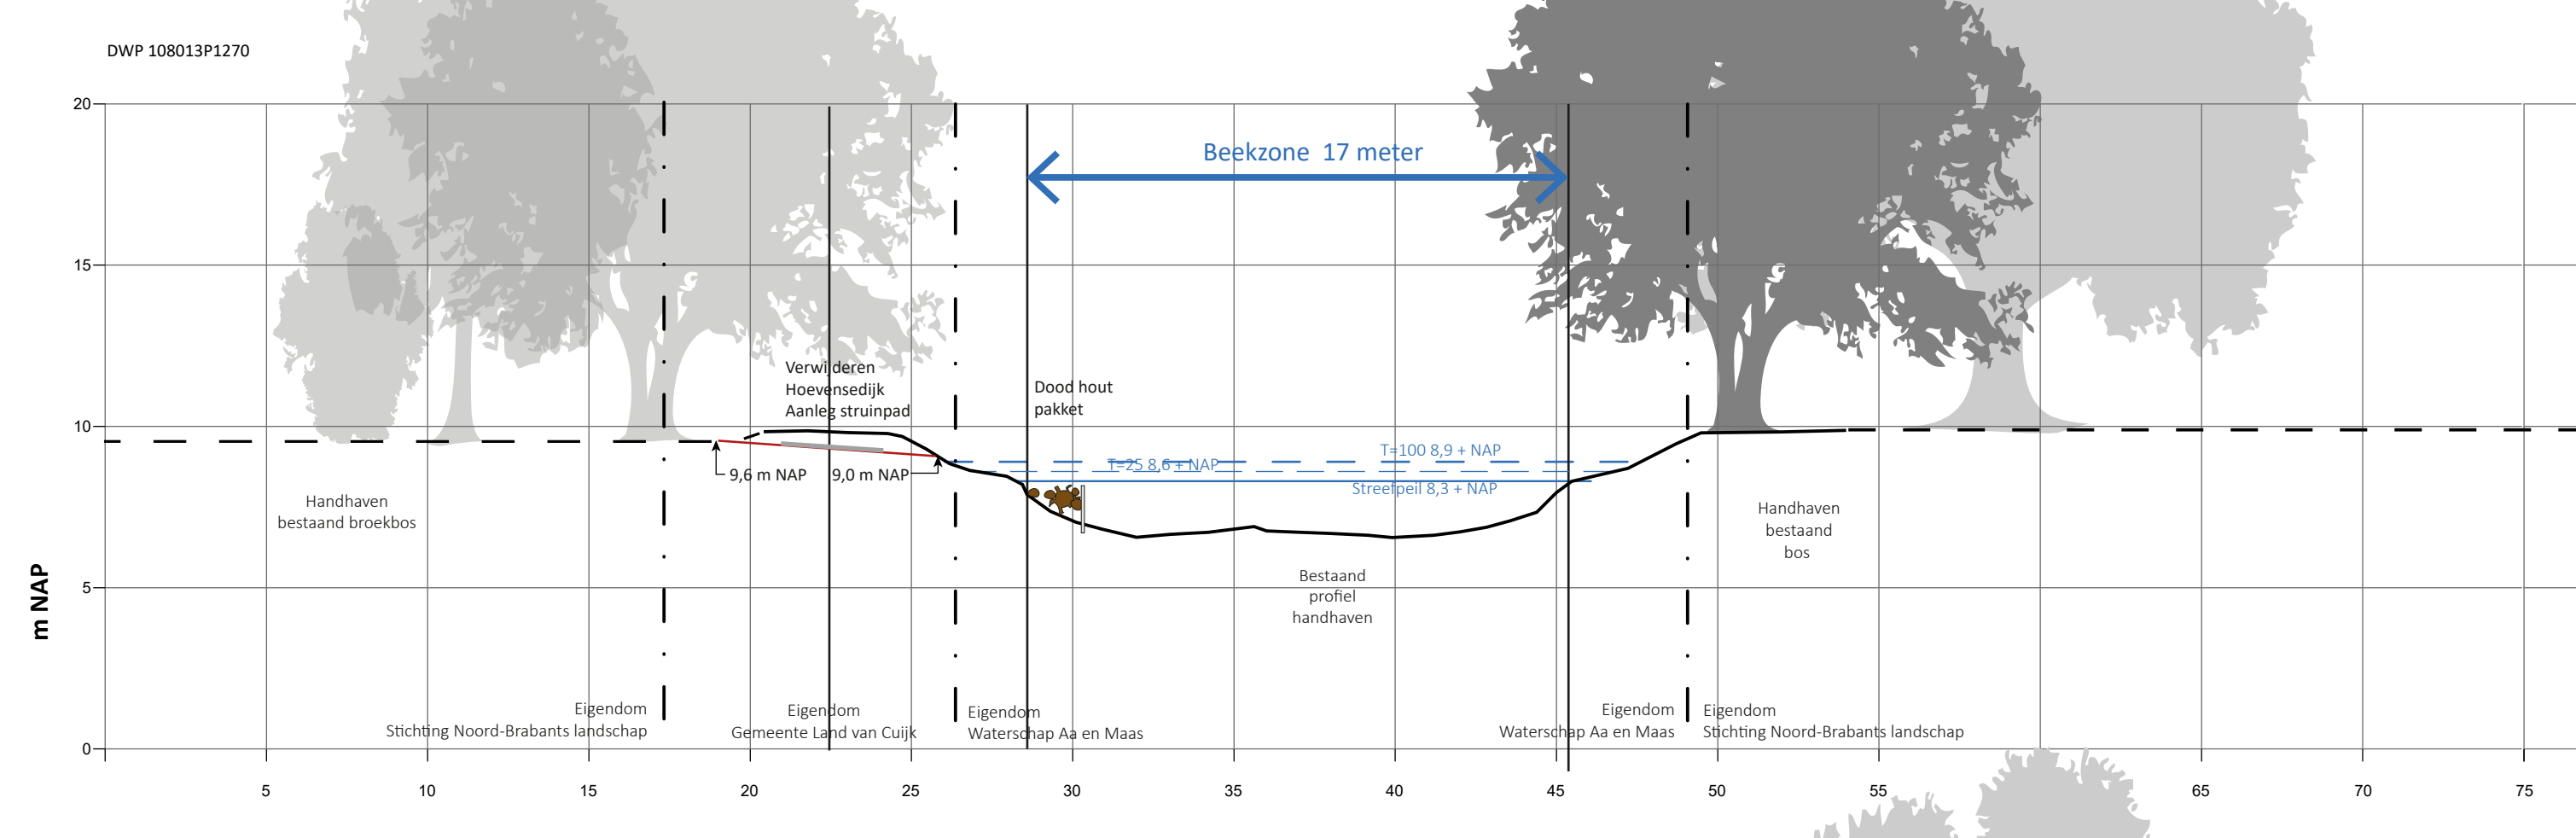 DWP 108013P1270
20
Beekzone 17 meter
15
Verwijderen
Hoevensedijk
Aanleg struinpad
Dood hout
pakket
10
T=100 8,9 + NAP
T=25 8,6 + NAP
9,6 m NAP
9,0 m NAP
Streefpeil 8,3 + NAP
Handhaven
bestaand broekbos
Handhaven
bestaand
bos
5
Bestaand
profiel
handhaven
m NAP
Eigendom
Stichting Noord-Brabants landschap
Eigendom
Gemeente Land van Cuijk
Eigendom
Waterschap Aa en Maas
Eigendom
Waterschap Aa en Maas
Eigendom
Stichting Noord-Brabants landschap
0
5 10 15 20 25 30 35 40 45 50 55 65 70 75